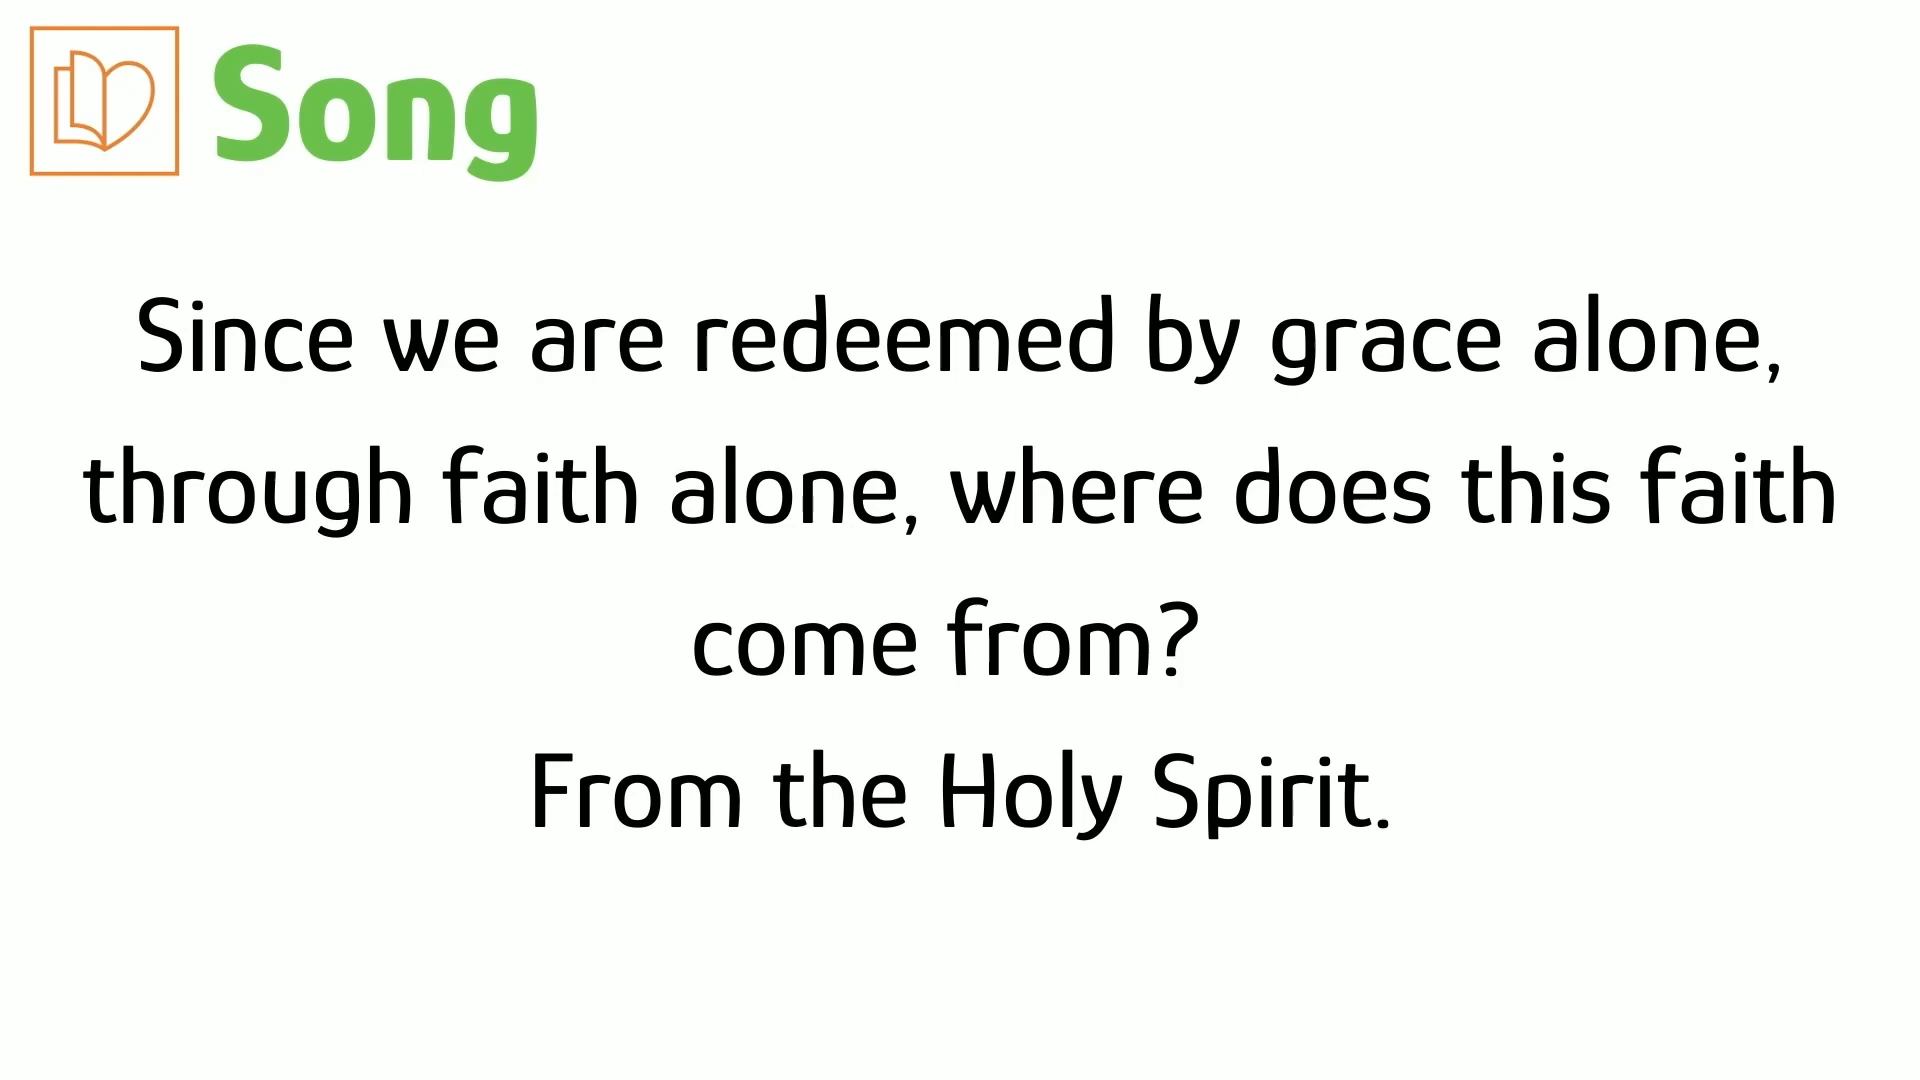 Song
Since we are redeemed by grace alone,
through faith alone, where does this faith
come from?
From the Holy Spirit.